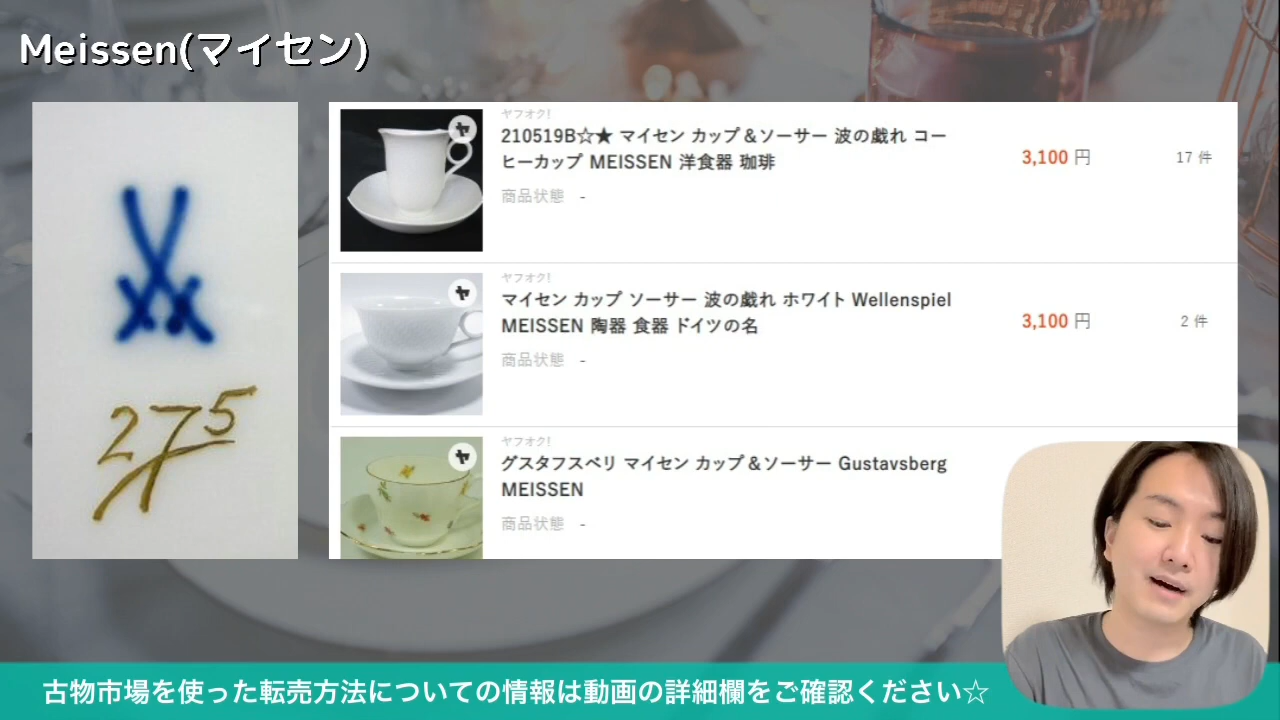 Meissen(マイセン)
275
ヤフオク!
210519B☆★ マイセン カップ&ソーサー 波の戯れ コー
ヒーカップ MEISSEN 洋食器 珈琲
商品状態 -
3,100 円
17 件
ヤ
ヤフオク!
マイセン カップ ソーサー 波の戯れ ホワイト Wellenspiel
MEISSEN 陶器 食器 ドイツの名
商品状態 -
3,100 円
2 件
ヤ
ヤフオク!
グスタフスベリ マイセン カップ&ソーサー Gustavsberg
MEISSEN
商品状態 -
ヤ
古物市場を使った転売方法についての情報は動画の詳細欄をご確認ください☆